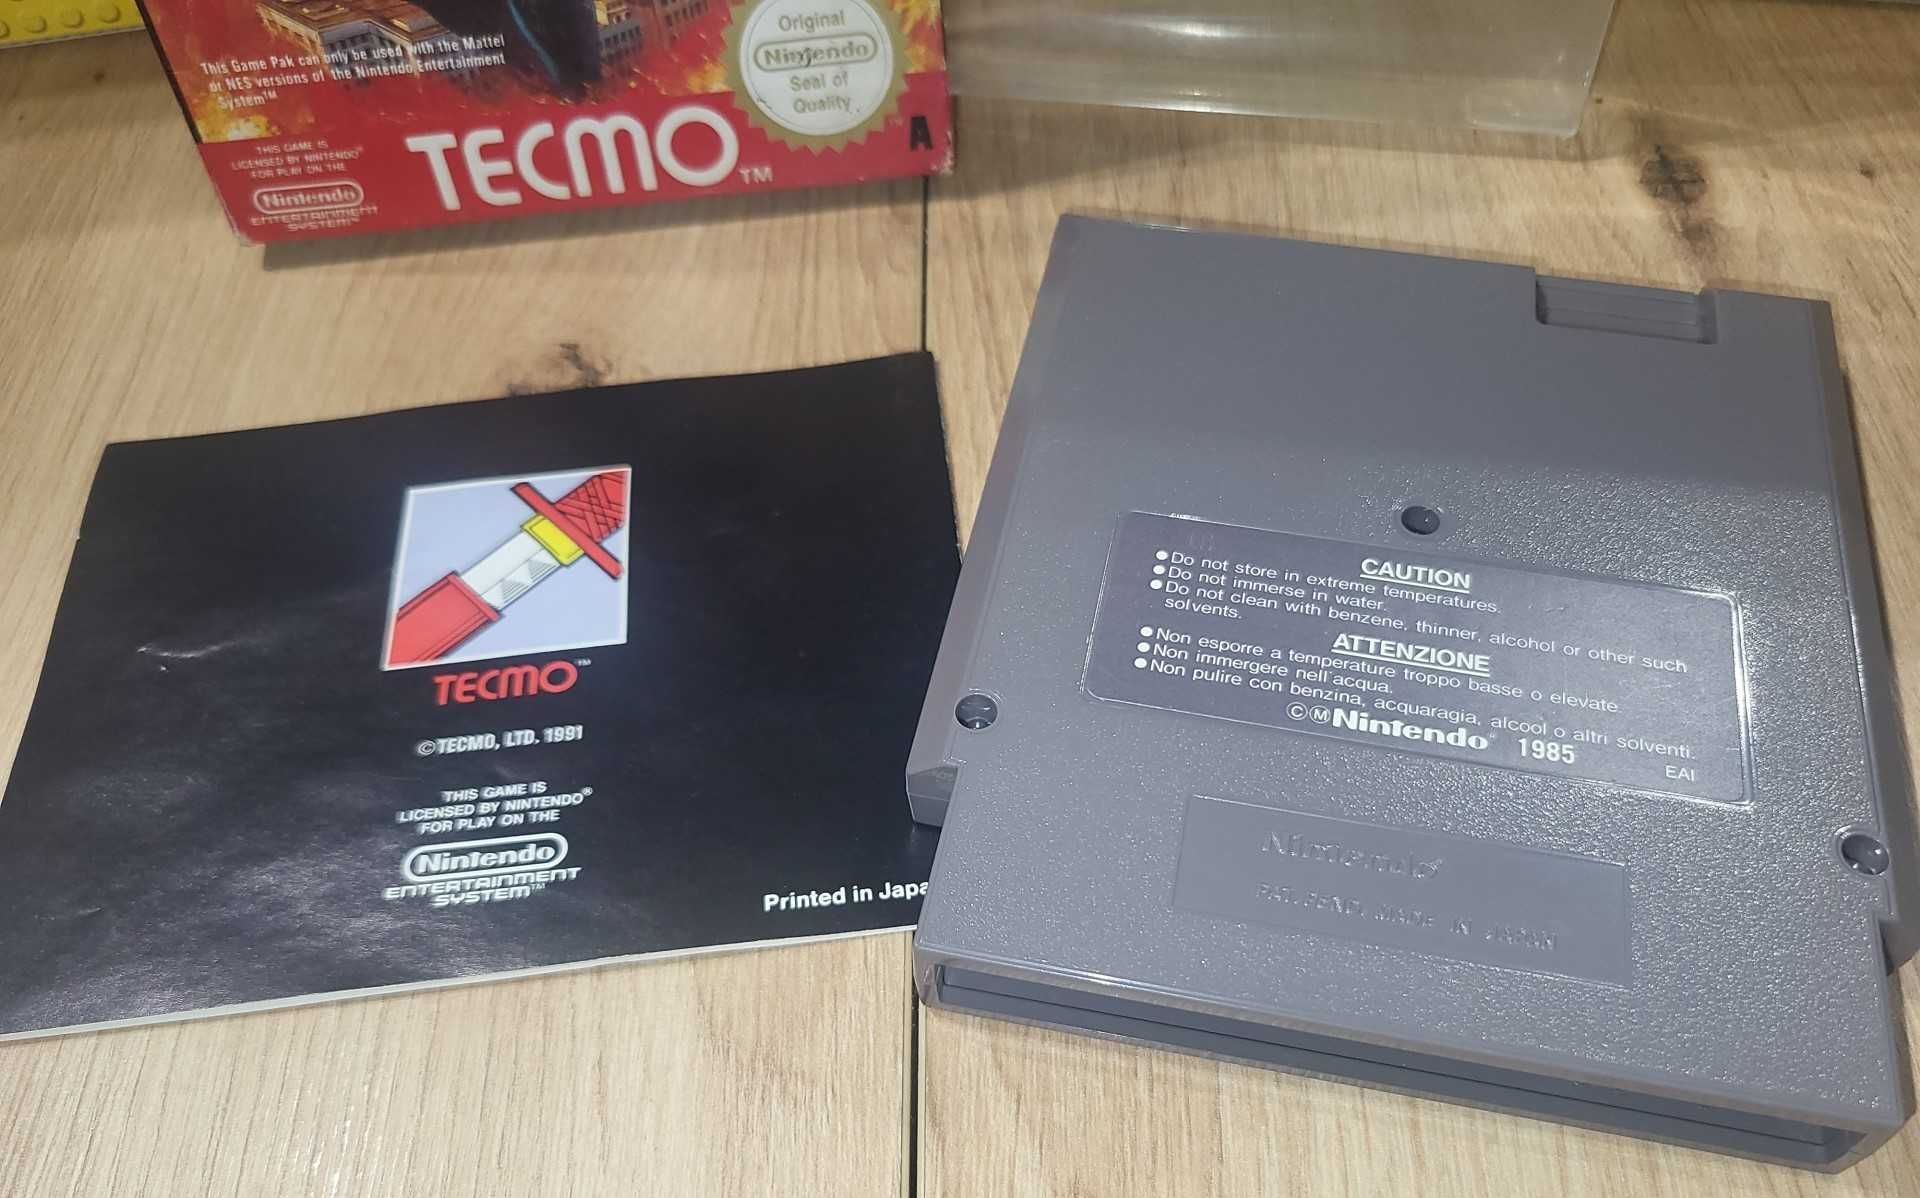 This Game Pak can only be used with the Mattel
or NES versions of the Nintendo Entertainment
System™
Original
Nintendo
Seal of
Quality
THIS GAME IS
LICENSED BY NINTENDO®
FOR PLAY ON THE
Nintendo
ENTERTAINMENT
SYSTEM™
TECMO™
A
TECMO™
©TECMO, LTD. 1991
THIS GAME IS
LICENSED BY NINTENDO®
FOR PLAY ON THE
Nintendo
ENTERTAINMENT
SYSTEM™
Printed in Japa
CAUTION
●Do not store in extreme temperatures.
●Do not immerse in water.
●Do not clean with benzene, thinner, alcohol or other such
solvents.
ATTENZIONE
●Non esporre a temperature troppo basse o elevate.
●Non immergere nell'acqua.
●Non pulire con benzina, acquaragia, alcool o altri solventi.
©ⓂNintendo® 1985
EAI
Nintendo®
PAT. PEND. MADE IN JAPAN